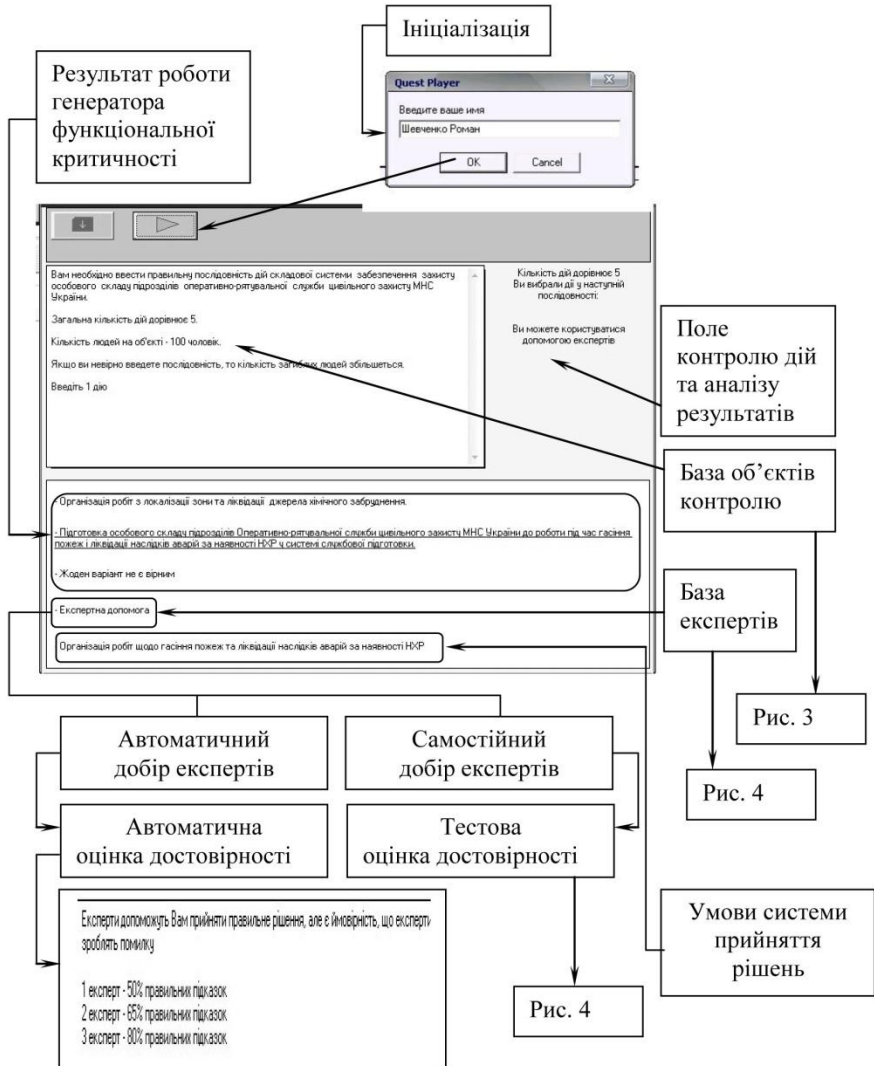 Ініціалізація
Результат роботи
генератора
функціональної
критичності
Quest Player
Введите ваше имя
Шевченко Роман
OK
Cancel
Вам необхідно ввести правильну послідовність дій складової системи забезпечення захисту
особового складу підрозділів оперативно-рятувальної служби цивільного захисту МНС
України.
Загальна кількість дій дорівнює 5.
Кількість людей на об'єкті - 100 чоловік.
Якщо ви невірно введете послідовність, то кількість загиблих людей збільшеться.
Введіть 1 дію
Кількість дій дорівнює 5
Ви вибрали дії у наступній
послідовності:
Ви можете користуватися
допомогою експертів
Поле
контролю дій
та аналізу
результатів
База об’єктів
контролю
- Організація робіт з локалізації зони та ліквідації джерела хімічного забруднення.
- Підготовка особового складу підрозділів Оперативно-рятувальної служби цивільного захисту МНС України до роботи під час гасіння
пожеж і ліквідації наслідків аварій за наявності НХР у системі службової підготовки.
- Жоден варіант не є вірним
- Експертна допомога
Організація робіт щодо гасіння пожеж та ліквідації наслідків аварій за наявності НХР
База
експертів
Рис. 3
Рис. 4
Автоматичний
добір експертів
Самостійний
добір експертів
Автоматична
оцінка достовірності
Тестова
оцінка достовірності
Експерти допоможуть Вам прийняти правильне рішення, але є ймовірність, що експерти
зроблять помилку
1 експерт - 50% правильних підказок
2 експерт - 65% правильних підказок
3 експерт - 80% правильних підказок
Рис. 4
Умови системи
прийняття
рішень